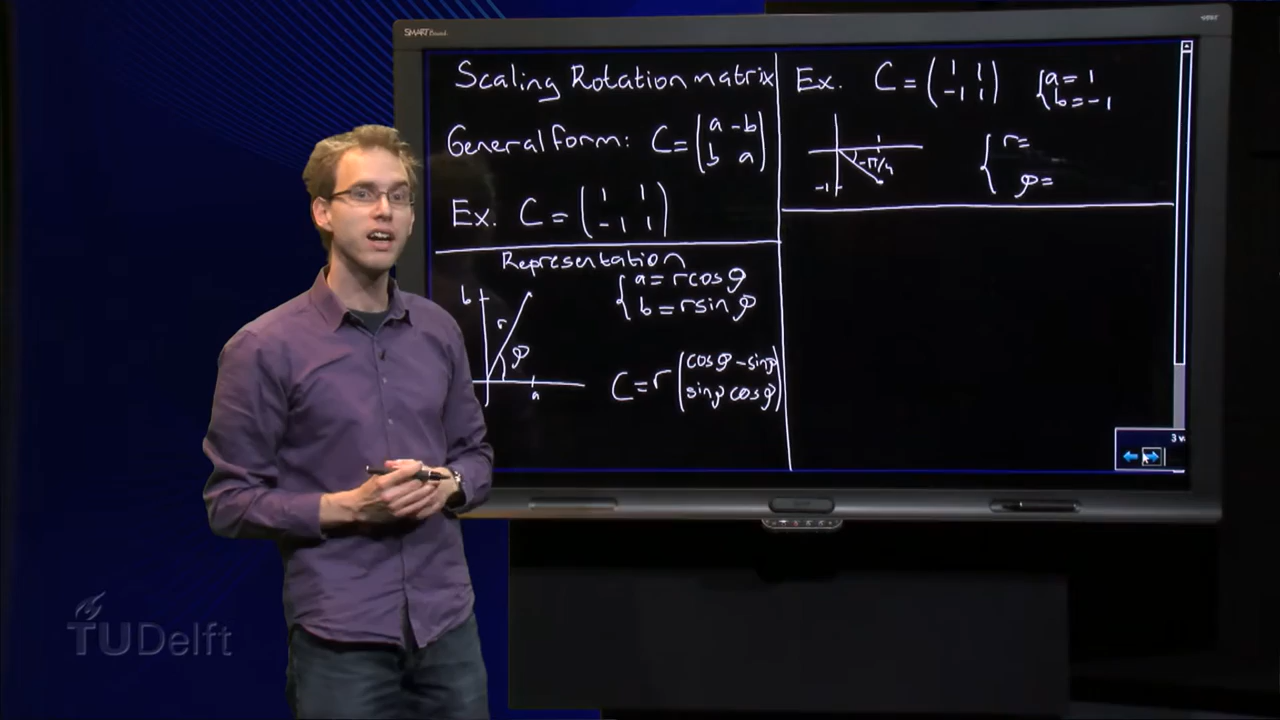 SMART Board
Scaling Rotation matrix
General form: C = (a -b
b a)
Ex. C = (1 1
-1 1)
Representation
{a = r cos φ
b = r sin φ
b
r
φ
a
C = r (cos φ - sin φ
sin φ cos φ)
Ex. C = (1 1
-1 1)
{a = 1
b = -1
1
-π/4
-1
{r =
φ =
3
TUDelft